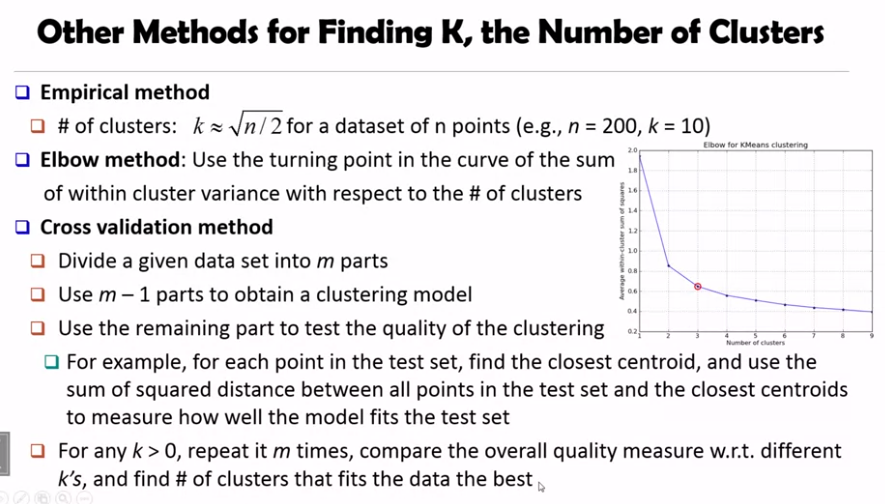 Other Methods for Finding K, the Number of Clusters
Empirical method
# of clusters: k ≈ √n / 2 for a dataset of n points (e.g., n = 200, k = 10)
Elbow method: Use the turning point in the curve of the sum
of within cluster variance with respect to the # of clusters
Cross validation method
Divide a given data set into m parts
Use m – 1 parts to obtain a clustering model
Use the remaining part to test the quality of the clustering
For example, for each point in the test set, find the closest centroid, and use the
sum of squared distance between all points in the test set and the closest centroids
to measure how well the model fits the test set
For any k > 0, repeat it m times, compare the overall quality measure w.r.t. different
k's, and find # of clusters that fits the data the best
Elbow for KMeans clustering
Average within-cluster sum of squares
2.0
1.8
1.6
1.4
1.2
1.0
0.8
0.6
0.4
0.2
1 2 3 4 5 6 7 8 9
Number of clusters